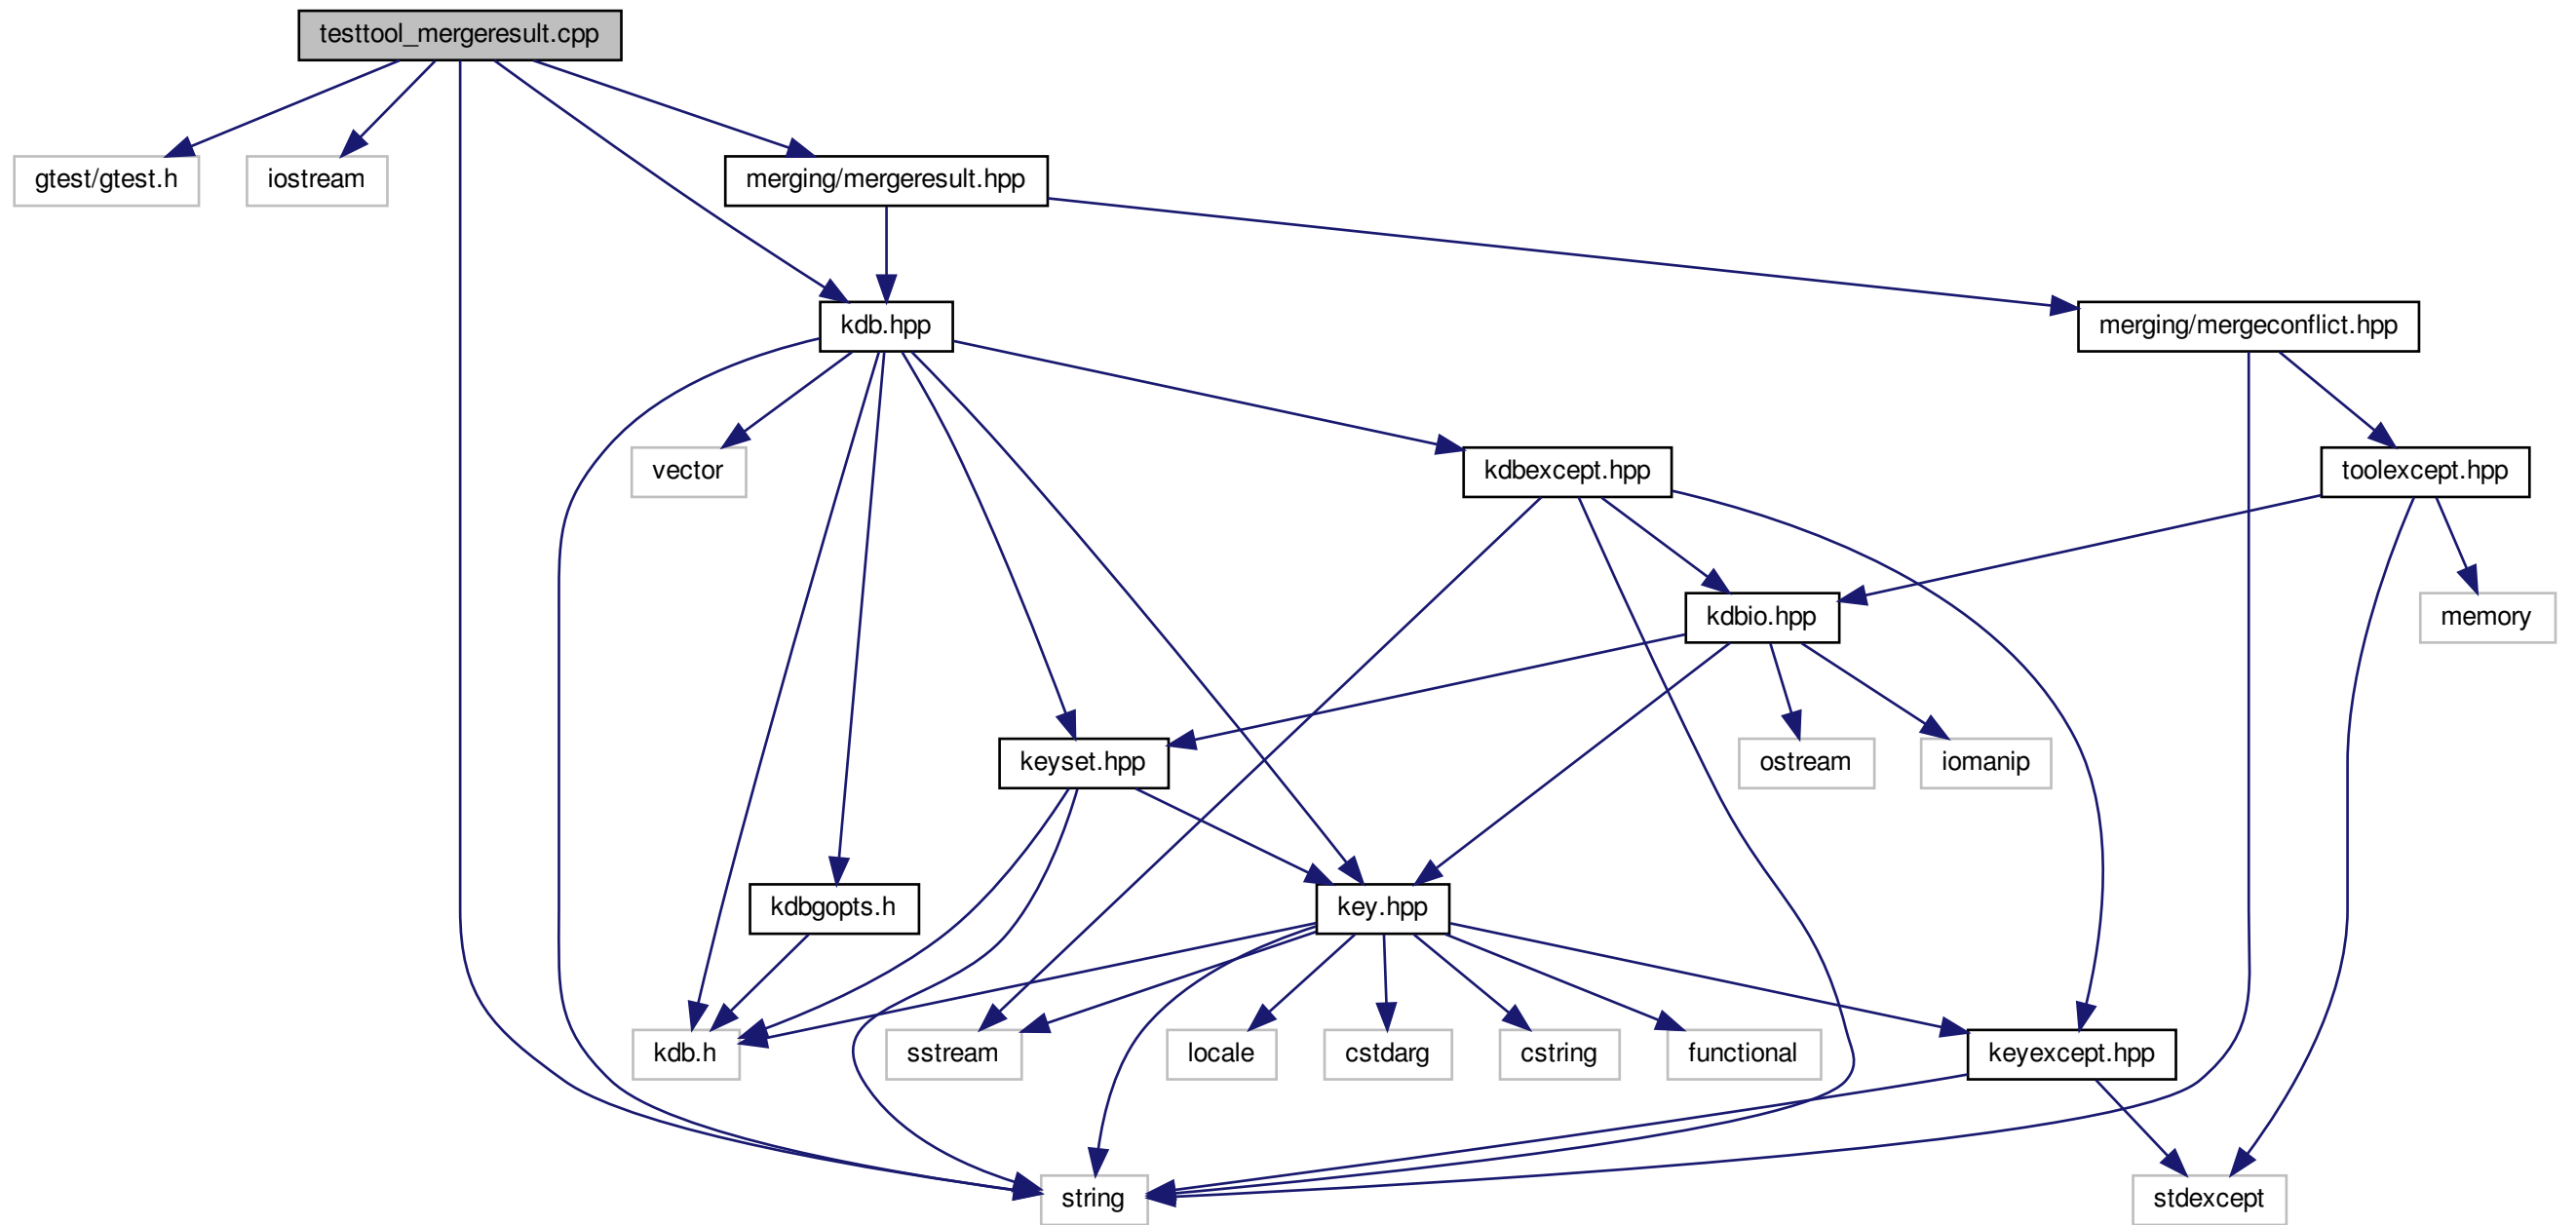 testtool_mergeresult.cpp
gtest/gtest.h
iostream
merging/mergeresult.hpp
kdb.hpp
merging/mergeconflict.hpp
vector
kdbexcept.hpp
toolexcept.hpp
kdbio.hpp
memory
keyset.hpp
ostream
iomanip
kdbgopts.h
key.hpp
kdb.h
sstream
locale
cstdarg
cstring
functional
keyexcept.hpp
string
stdexcept